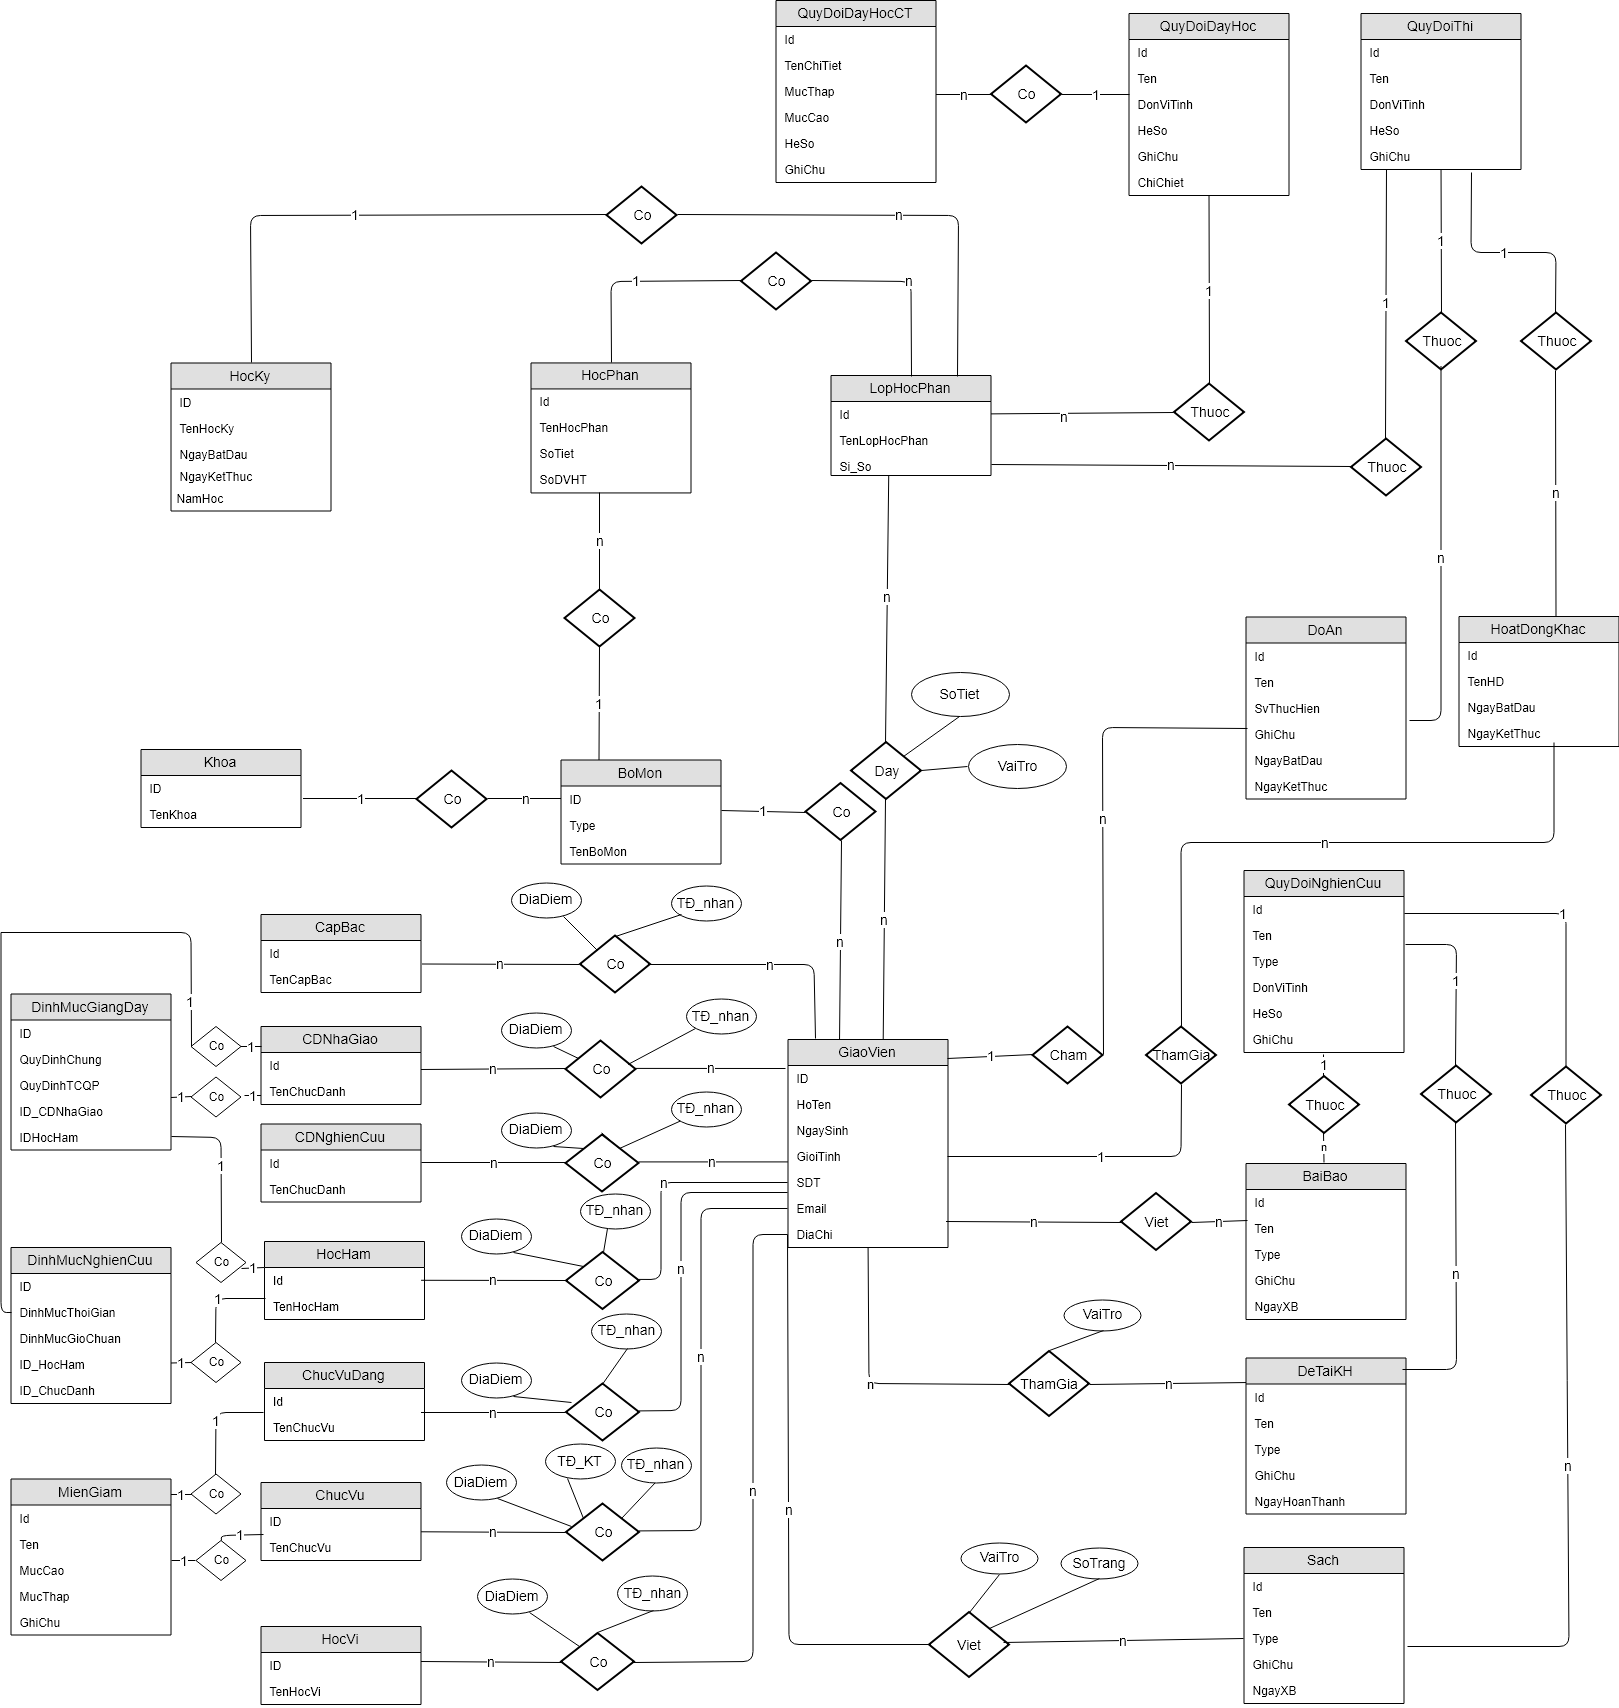 QuyDoiDayHocCT
Id
TenChiTiet
MucThap
MucCao
HeSo
GhiChu
n
Co
1
QuyDoiDayHoc
Id
Ten
DonViTinh
HeSo
GhiChu
ChiChiet
QuyDoiThi
Id
Ten
DonViTinh
HeSo
GhiChu
1
Co
n
1
Co
n
1
1
1
1
Thuoc
Thuoc
HocKy
ID
TenHocKy
NgayBatDau
NgayKetThuc
NamHoc
HocPhan
Id
TenHocPhan
SoTiet
SoDVHT
LopHocPhan
Id
TenLopHocPhan
Si_So
n
Thuoc
n
Thuoc
n
n
n
n
Co
1
DoAn
Id
Ten
SvThucHien
GhiChu
NgayBatDau
NgayKetThuc
HoatDongKhac
Id
TenHD
NgayBatDau
NgayKetThuc
SoTiet
VaiTro
Day
Khoa
ID
TenKhoa
1
Co
n
BoMon
ID
Type
TenBoMon
1
Co
n
n
n
n
QuyDoiNghienCuu
Id
Ten
Type
DonViTinh
HeSo
GhiChu
1
1
CapBac
Id
TenCapBac
n
DiaDiem
TĐ_nhan
Co
n
DinhMucGiangDay
ID
QuyDinhChung
QuyDinhTCQP
ID_CDNhaGiao
IDHocHam
1
Co
1
1
Co
1
CDNhaGiao
Id
TenChucDanh
n
DiaDiem
TĐ_nhan
Co
n
CDNghienCuu
Id
TenChucDanh
n
DiaDiem
TĐ_nhan
Co
n
GiaoVien
ID
HoTen
NgaySinh
GioiTinh
SDT
Email
DiaChi
1
Cham
ThamGia
1
1
Thuoc
n
Thuoc
Thuoc
BaiBao
Id
Ten
Type
GhiChu
NgayXB
n
Viet
n
1
Co
1
HocHam
Id
TenHocHam
n
DiaDiem
TĐ_nhan
Co
n
n
DinhMucNghienCuu
ID
DinhMucThoiGian
DinhMucGioChuan
ID_HocHam
ID_ChucDanh
1
1
Co
n
ChucVuDang
Id
TenChucVu
n
DiaDiem
TĐ_nhan
Co
n
n
VaiTro
ThamGia
n
DeTaiKH
Id
Ten
Type
GhiChu
NgayHoanThanh
1
1
Co
MienGiam
Id
Ten
MucCao
MucThap
GhiChu
1
1
Co
ChucVu
ID
TenChucVu
n
DiaDiem
TĐ_KT
TĐ_nhan
Co
n
n
n
VaiTro
SoTrang
Viet
n
Sach
Id
Ten
Type
GhiChu
NgayXB
HocVi
ID
TenHocVi
n
DiaDiem
TĐ_nhan
Co